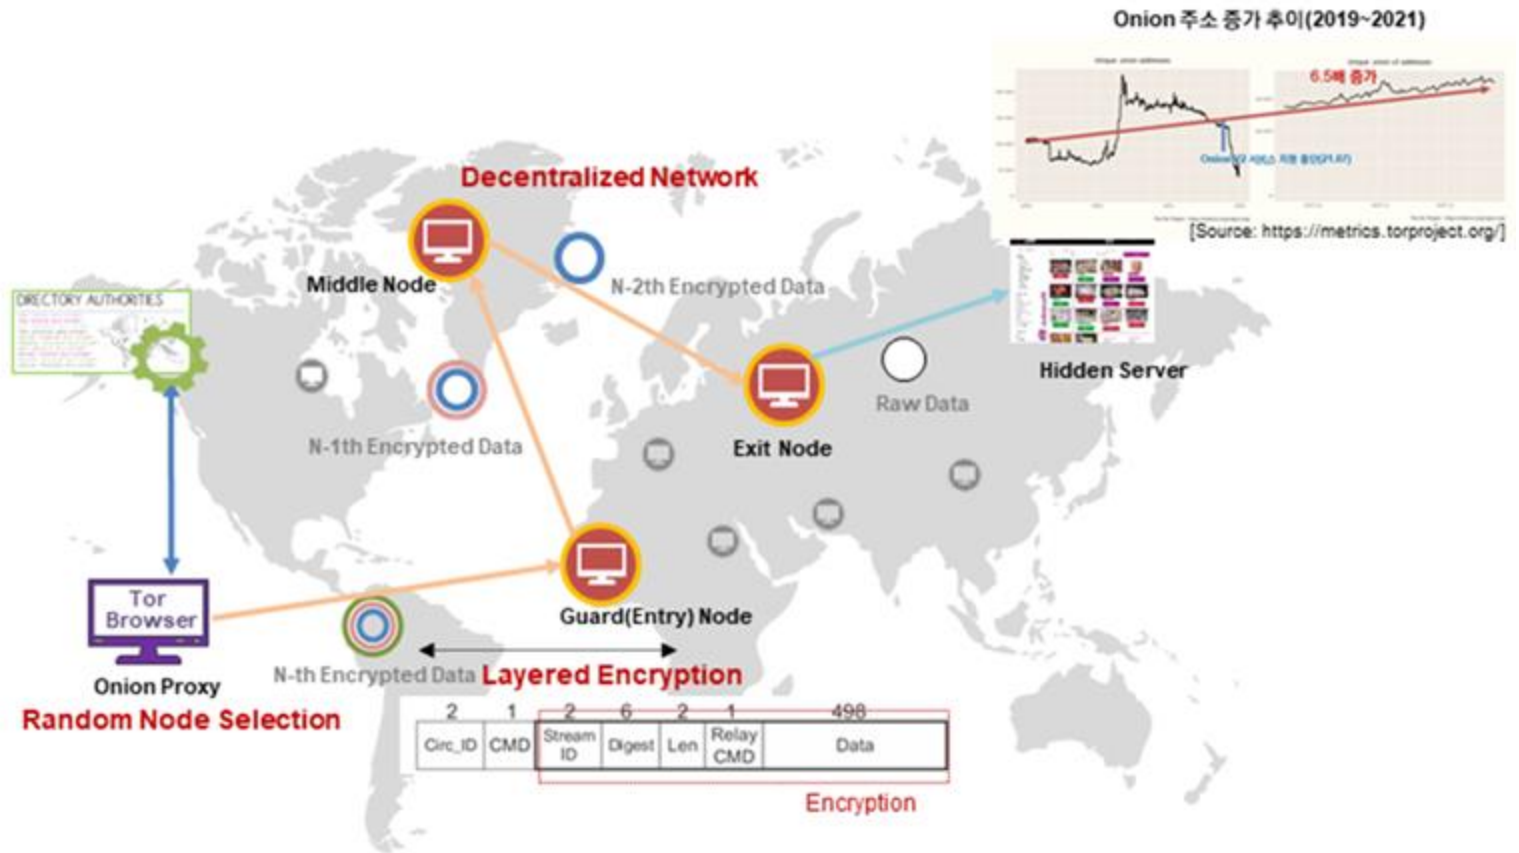 Onion 주소 증가 추이(2019~2021)
6.5배 증가
[Source: https://metrics.torproject.org/]
Decentralized Network
Middle Node
N-2th Encrypted Data
DIRECTORY AUTHORITIES
Hidden Server
Raw Data
N-1th Encrypted Data
Exit Node
Tor
Browser
Guard(Entry) Node
N-th Encrypted Data
Layered Encryption
Onion Proxy
Random Node Selection
2 1 2 6 2 1 498
Circ_ID CMD Stream ID Digest Len Relay CMD Data
Encryption